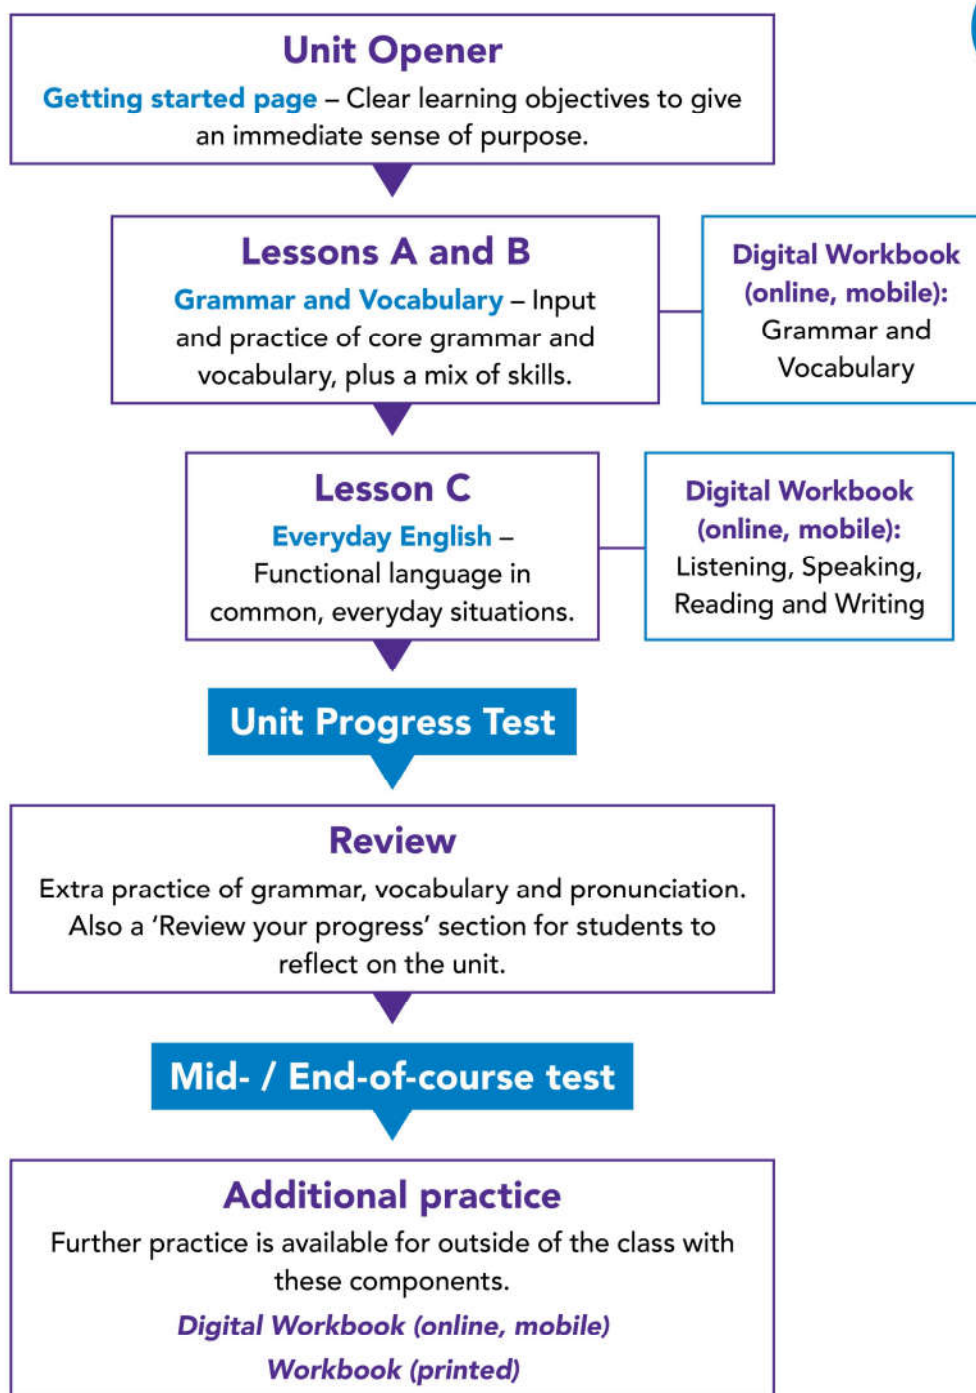 Unit Opener
Getting started page – Clear learning objectives to give
an immediate sense of purpose.
Lessons A and B
Grammar and Vocabulary – Input
and practice of core grammar and
vocabulary, plus a mix of skills.
Digital Workbook
(online, mobile):
Grammar and
Vocabulary
Lesson C
Everyday English –
Functional language in
common, everyday situations.
Digital Workbook
(online, mobile):
Listening, Speaking,
Reading and Writing
Unit Progress Test
Review
Extra practice of grammar, vocabulary and pronunciation.
Also a ‘Review your progress’ section for students to
reflect on the unit.
Mid- / End-of-course test
Additional practice
Further practice is available for outside of the class with
these components.
Digital Workbook (online, mobile)
Workbook (printed)